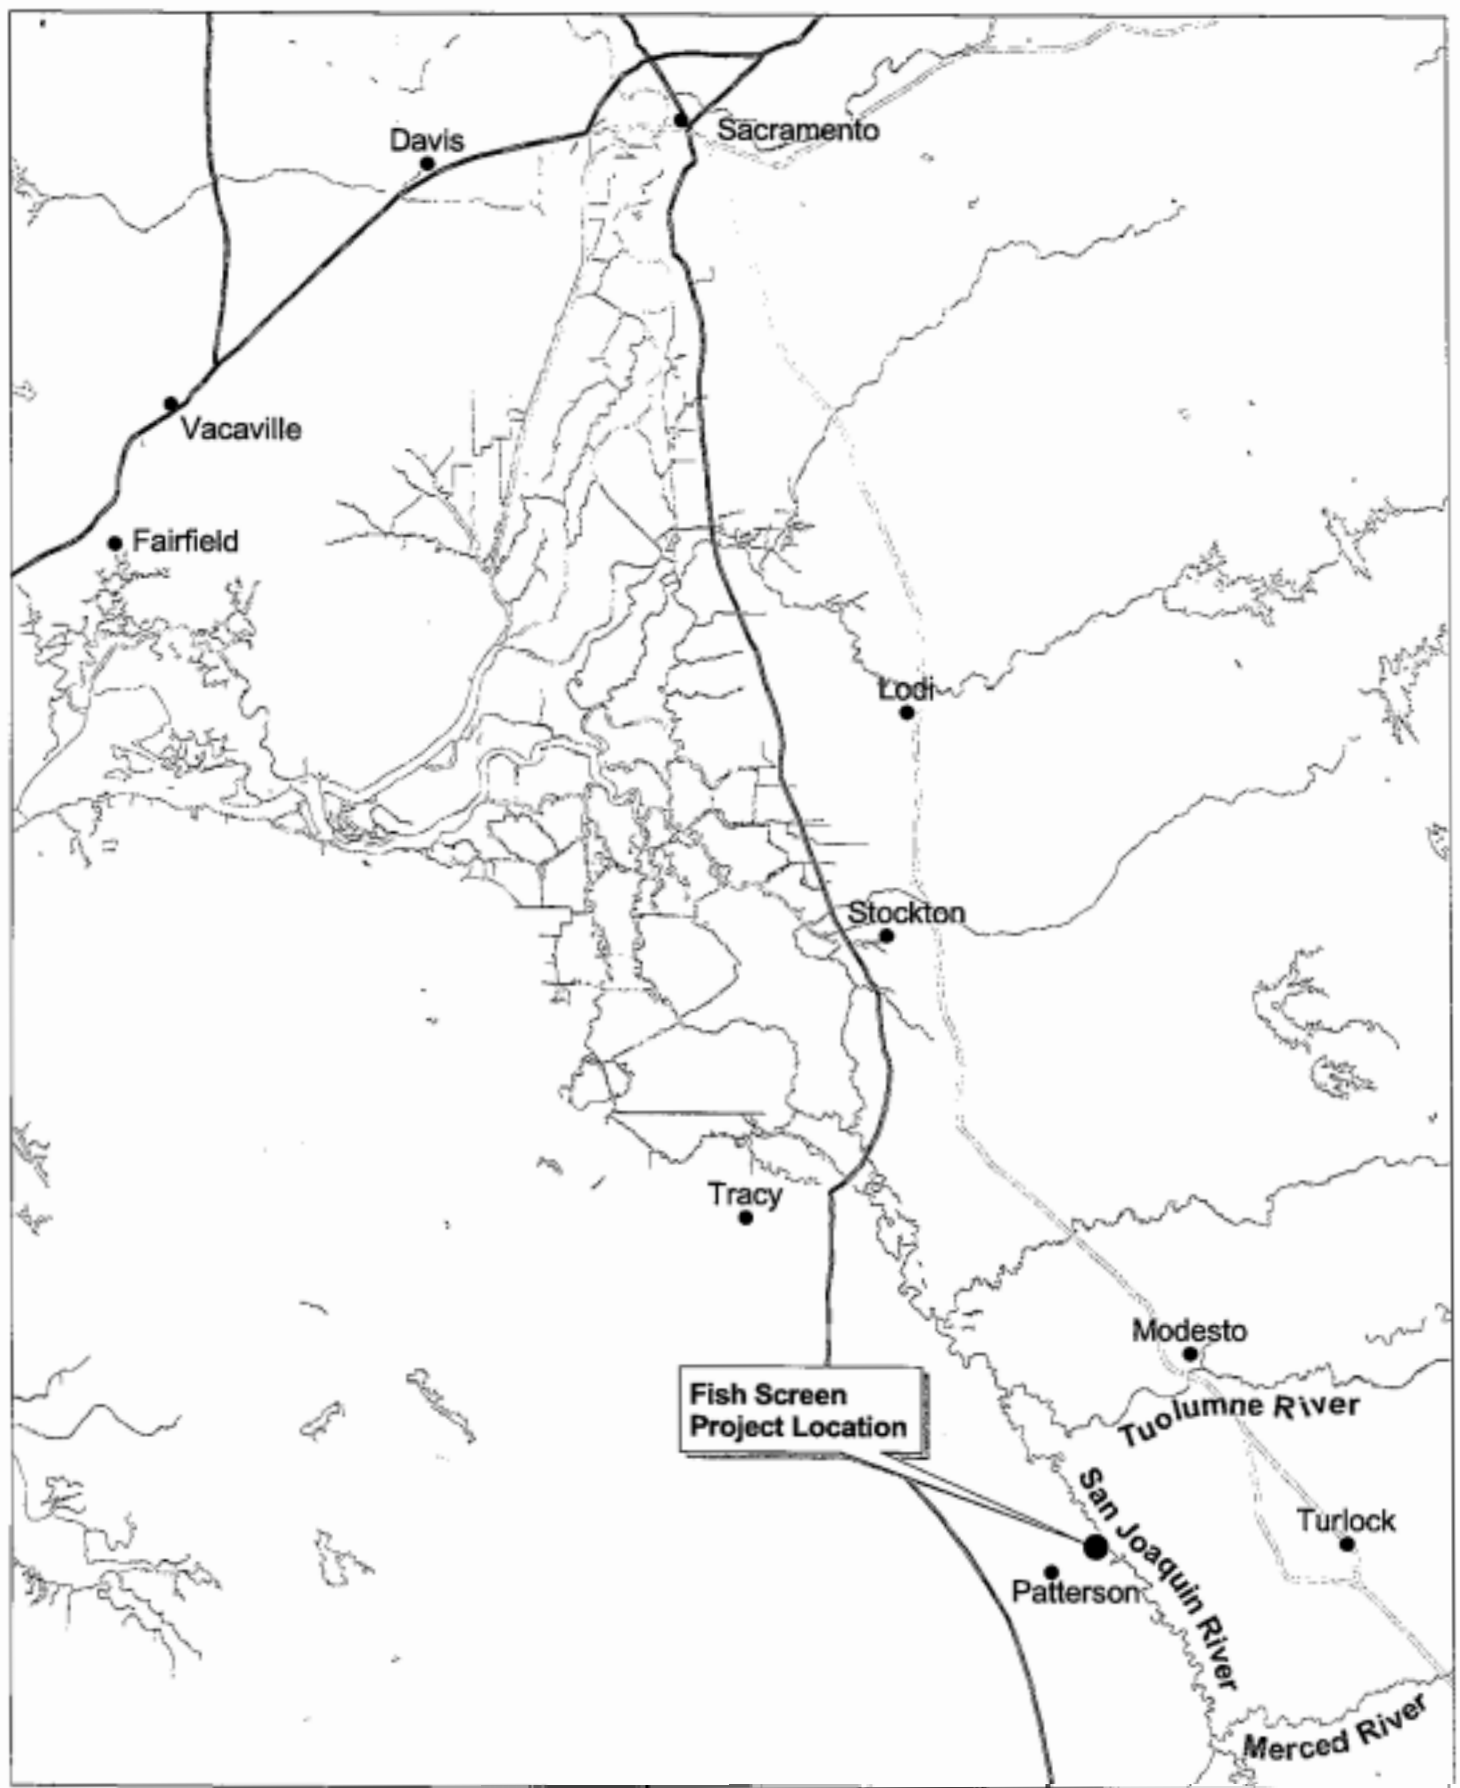 Sacramento
Davis
Vacaville
Fairfield
Lodi
Stockton
Tracy
Modesto
Fish Screen
Project Location
Tuolumne River
San Joaquin River
Turlock
Patterson
Merced River